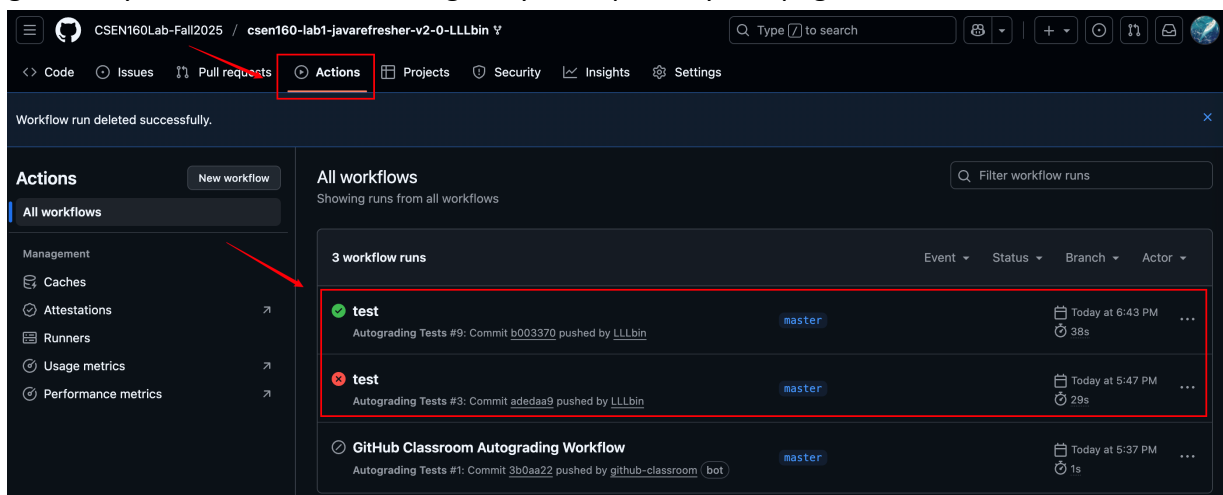 CSEN160Lab-Fall2025 / csen160-lab1-javarefresher-v2-0-LLLbin
Type / to search
Code Issues Pull requests Actions Projects Security Insights Settings
Workflow run deleted successfully.
Actions
New workflow
All workflows
Management
Caches
Attestations
Runners
Usage metrics
Performance metrics
All workflows
Showing runs from all workflows
Filter workflow runs
3 workflow runs
Event Status Branch Actor
test
Autograding Tests #9: Commit b003370 pushed by LLLbin
master
Today at 6:43 PM
38s
test
Autograding Tests #3: Commit adedaa9 pushed by LLLbin
master
Today at 5:47 PM
29s
GitHub Classroom Autograding Workflow
Autograding Tests #1: Commit 3b0aa22 pushed by github-classroom bot
master
Today at 5:37 PM
1s